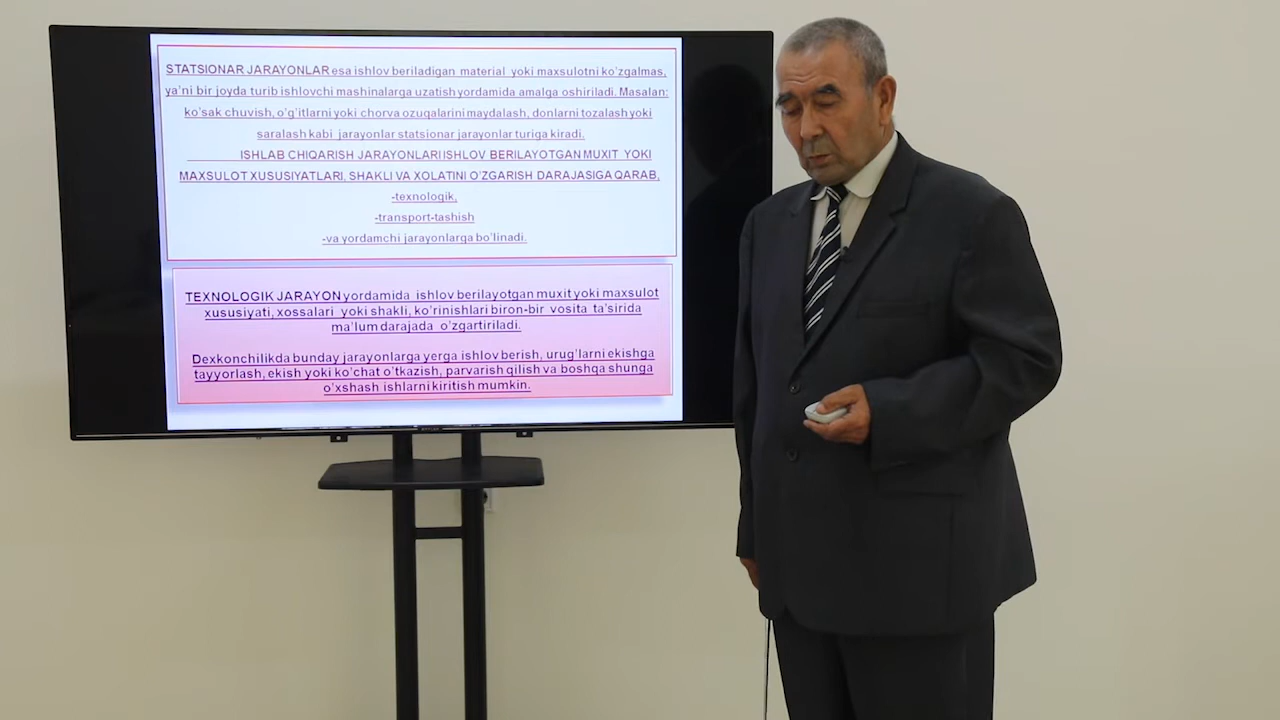 STATSIONAR JARAYONLAR esa ishlov beriladigan material yoki maxsulotni ko'zgalmas,
ya'ni bir joyda turib ishlovchi mashinalarga uzatish yordamida amalga oshiriladi. Masalan:
ko'sak chuvish, o'g'itlarni yoki chorva ozuqalarini maydalash, donlarni tozalash yoki
saralash kabi jarayonlar statsionar jarayonlar turiga kiradi.
ISHLAB CHIQARISH JARAYONLARI ISHLOV BERILAYOTGAN MUXIT YOKI
MAXSULOT XUSUSIYATLARI, SHAKLI VA XOLATINI O'ZGARISH DARAJASIGA QARAB,
-texnologik,
-transport-tashish
-va yordamchi jarayonlarga bo'linadi.
TEXNOLOGIK JARAYON yordamida ishlov berilayotgan muxit yoki maxsulot
xususiyati, xossalari yoki shakli, ko'rinishlari biron-bir vosita ta'sirida
ma'lum darajada o'zgartiriladi.
Dexkonchilikda bunday jarayonlarga yerga ishlov berish, urug'larni ekishga
tayyorlash, ekish yoki ko'chat o'tkazish, parvarish qilish va boshqa shunga
o'xshash ishlarni kiritish mumkin.